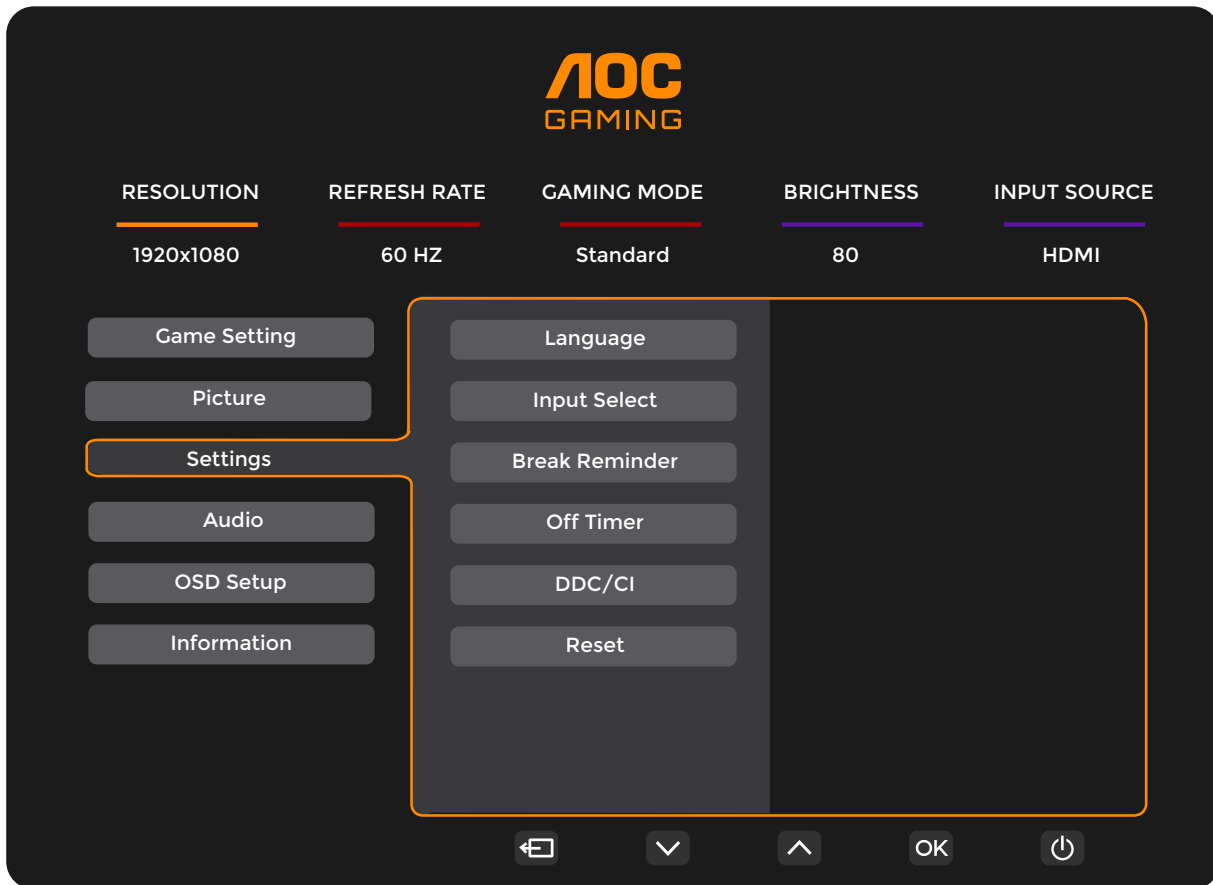 AOC
GAMING
RESOLUTION REFRESH RATE GAMING MODE BRIGHTNESS INPUT SOURCE
1920x1080 60 HZ Standard 80 HDMI
Game Setting
Picture
Settings
Audio
OSD Setup
Information
Language
Input Select
Break Reminder
Off Timer
DDC/CI
Reset
OK